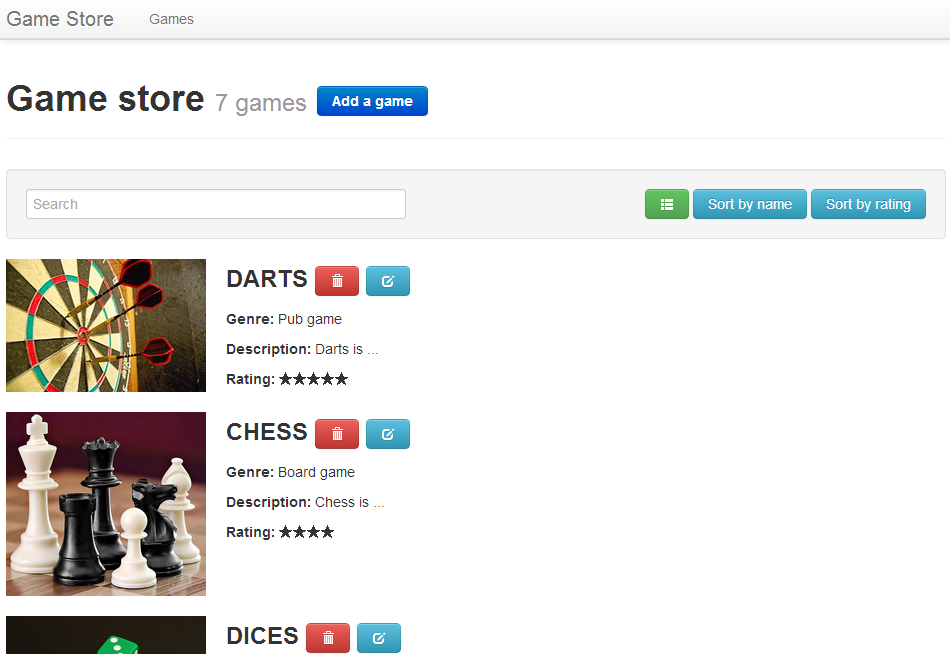 Game Store Games
Game store 7 games Add a game
Search Sort by name Sort by rating
DARTS
Genre: Pub game
Description: Darts is ...
Rating: ★★★★★
CHESS
Genre: Board game
Description: Chess is ...
Rating: ★★★★
DICES